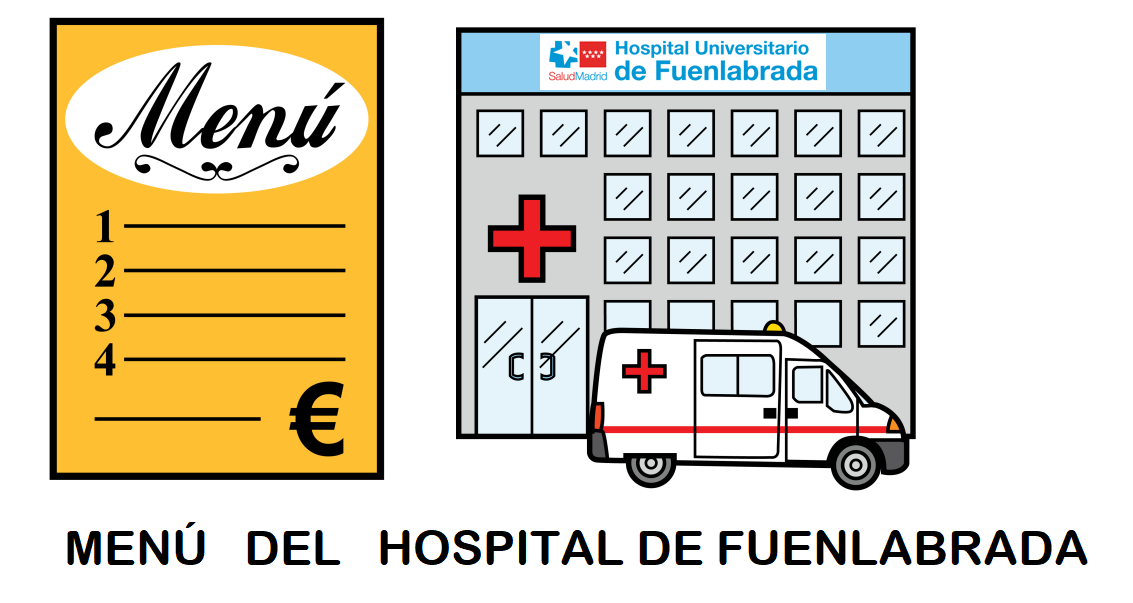 Menú
1
2
3
4
€
Hospital Universitario
de Fuenlabrada
SaludMadrid
MENÚ DEL HOSPITAL DE FUENLABRADA